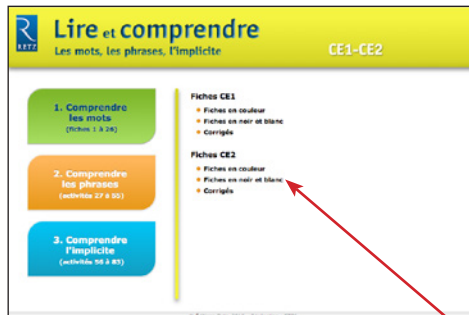 RETZ
Lire et comprendre
Les mots, les phrases, l'implicite
CE1-CE2
1. Comprendre
les mots
(fiches 1 à 26)
2. Comprendre
les phrases
(activités 27 à 55)
3. Comprendre
l'implicite
(activités 56 à 83)
Fiches CE1
Fiches en couleur
Fiches en noir et blanc
Corrigés
Fiches CE2
Fiches en couleur
Fiches en noir et blanc
Corrigés